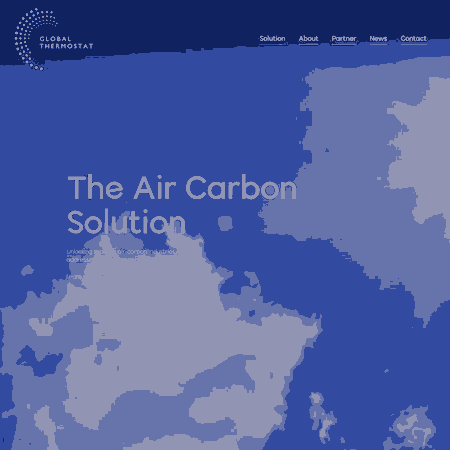 GLOBAL
THERMOSTAT
Solution
About
Partner
News
Contact
The Air Carbon
Solution